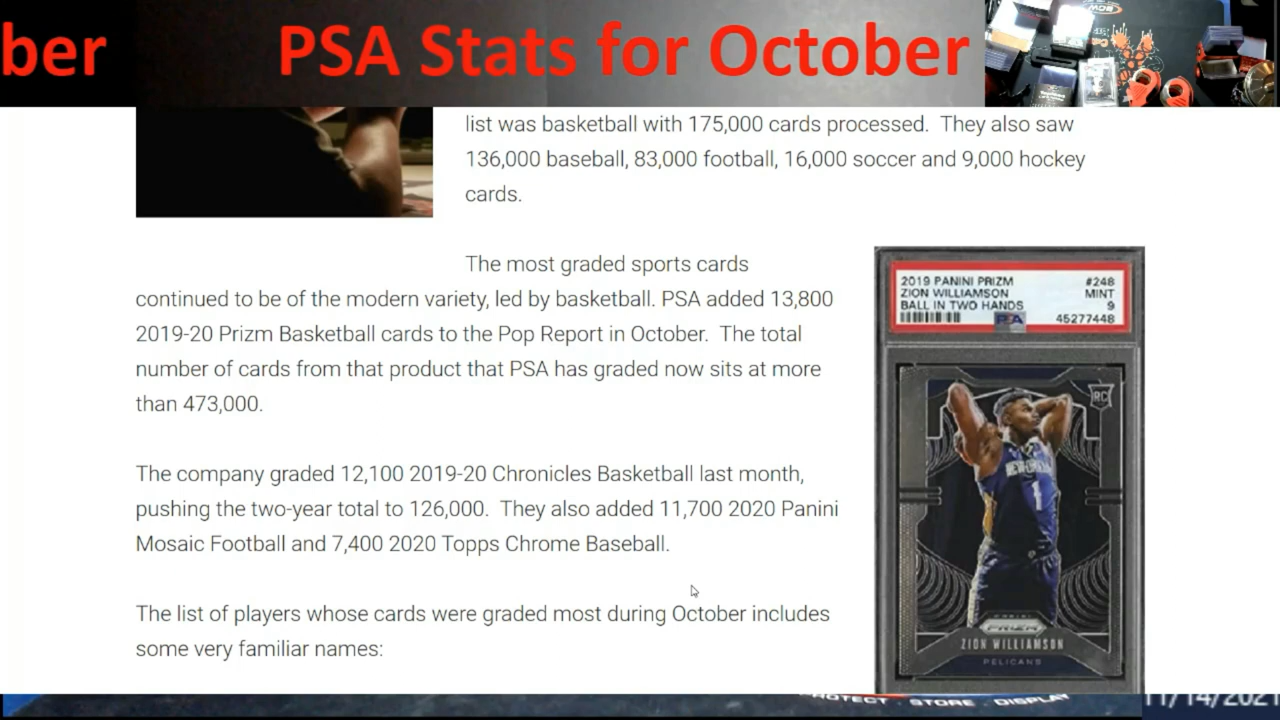 ber PSA Stats for October
list was basketball with 175,000 cards processed. They also saw
136,000 baseball, 83,000 football, 16,000 soccer and 9,000 hockey
cards.
The most graded sports cards
continued to be of the modern variety, led by basketball. PSA added 13,800
2019-20 Prizm Basketball cards to the Pop Report in October. The total
number of cards from that product that PSA has graded now sits at more
than 473,000.
The company graded 12,100 2019-20 Chronicles Basketball last month,
pushing the two-year total to 126,000. They also added 11,700 2020 Panini
Mosaic Football and 7,400 2020 Topps Chrome Baseball.
The list of players whose cards were graded most during October includes
some very familiar names:
2019 PANINI PRIZM #248
ZION WILLIAMSON MINT
BALL IN TWO HANDS 9
PSA 45277448
RC
1
PRIZM
ZION WILLIAMSON
PELICANS
PROTECT - STORE - DISPLAY
11/14/2021